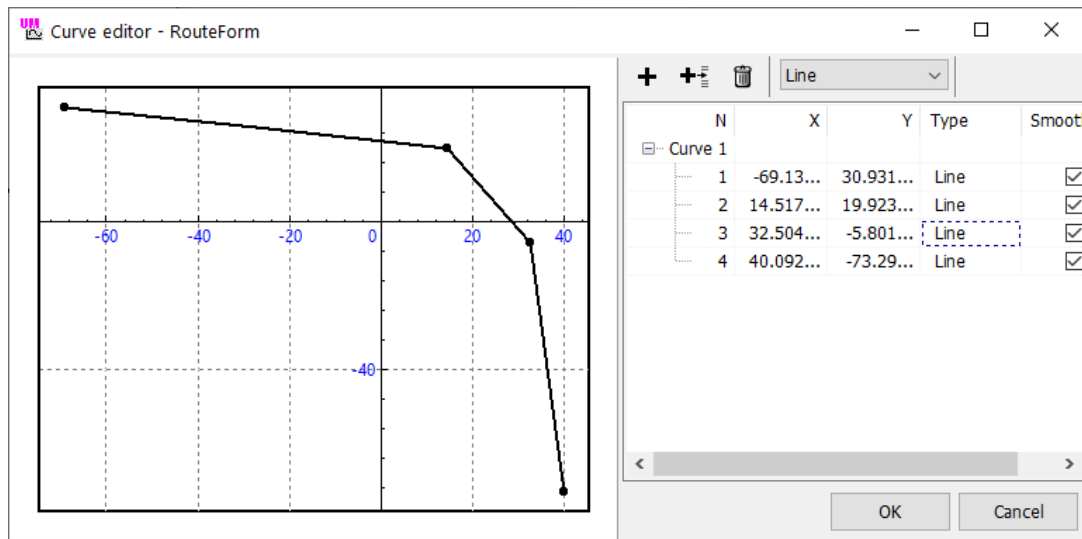 UM Curve editor - RouteForm
Line
N X Y Type Smoot
Curve 1
1 -69.13... 30.931... Line
2 14.517... 19.923... Line
3 32.504... -5.801... Line
4 40.092... -73.29... Line
-60 -20 0 20 40
-40
OK Cancel